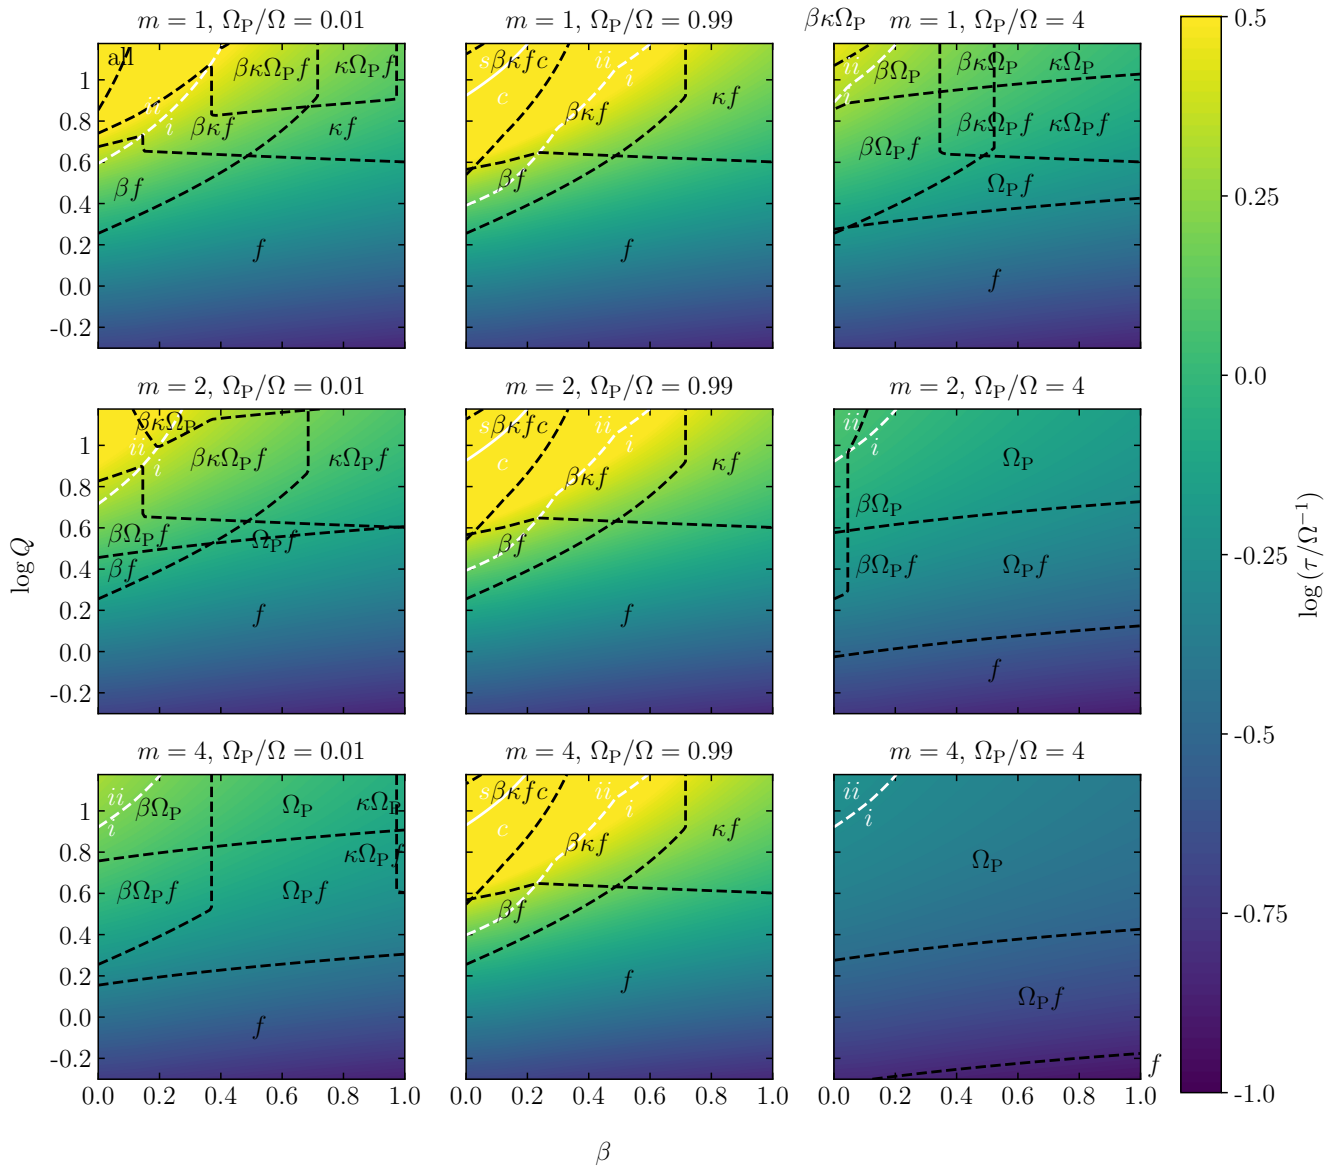 m = 1, Ω_P/Ω = 0.01
m = 1, Ω_P/Ω = 0.99
βκΩ_P
m = 1, Ω_P/Ω = 4
all
ii
i
βκΩ_P f
κΩ_P f
βκf
κf
βf
f
s
βκfc
c
ii
i
βκf
κf
βf
f
ii
i
βΩ_P
βκΩ_P
κΩ_P
βΩ_P f
βκΩ_P f
κΩ_P f
Ω_P f
f
1
0.8
0.6
0.4
0.2
0.0
-0.2
m = 2, Ω_P/Ω = 0.01
m = 2, Ω_P/Ω = 0.99
m = 2, Ω_P/Ω = 4
βκΩ_P
ii
i
βκΩ_P f
κΩ_P f
βΩ_P f
Ω_P f
βf
f
s
βκfc
c
ii
i
βκf
κf
βf
f
ii
i
Ω_P
βΩ_P
βΩ_P f
Ω_P f
f
1
0.8
0.6
0.4
0.2
0.0
-0.2
log Q
m = 4, Ω_P/Ω = 0.01
m = 4, Ω_P/Ω = 0.99
m = 4, Ω_P/Ω = 4
ii
i
βΩ_P
Ω_P
κΩ_P
κΩ_P f
βΩ_P f
Ω_P f
f
s
βκfc
c
ii
i
βκf
κf
βf
f
ii
i
Ω_P
Ω_P f
f
1
0.8
0.6
0.4
0.2
0.0
-0.2
0.0 0.2 0.4 0.6 0.8 1.0
0.0 0.2 0.4 0.6 0.8 1.0
0.0 0.2 0.4 0.6 0.8 1.0
β
0.5
0.25
0.0
-0.25
-0.5
-0.75
-1.0
log (τ/Ω⁻¹)